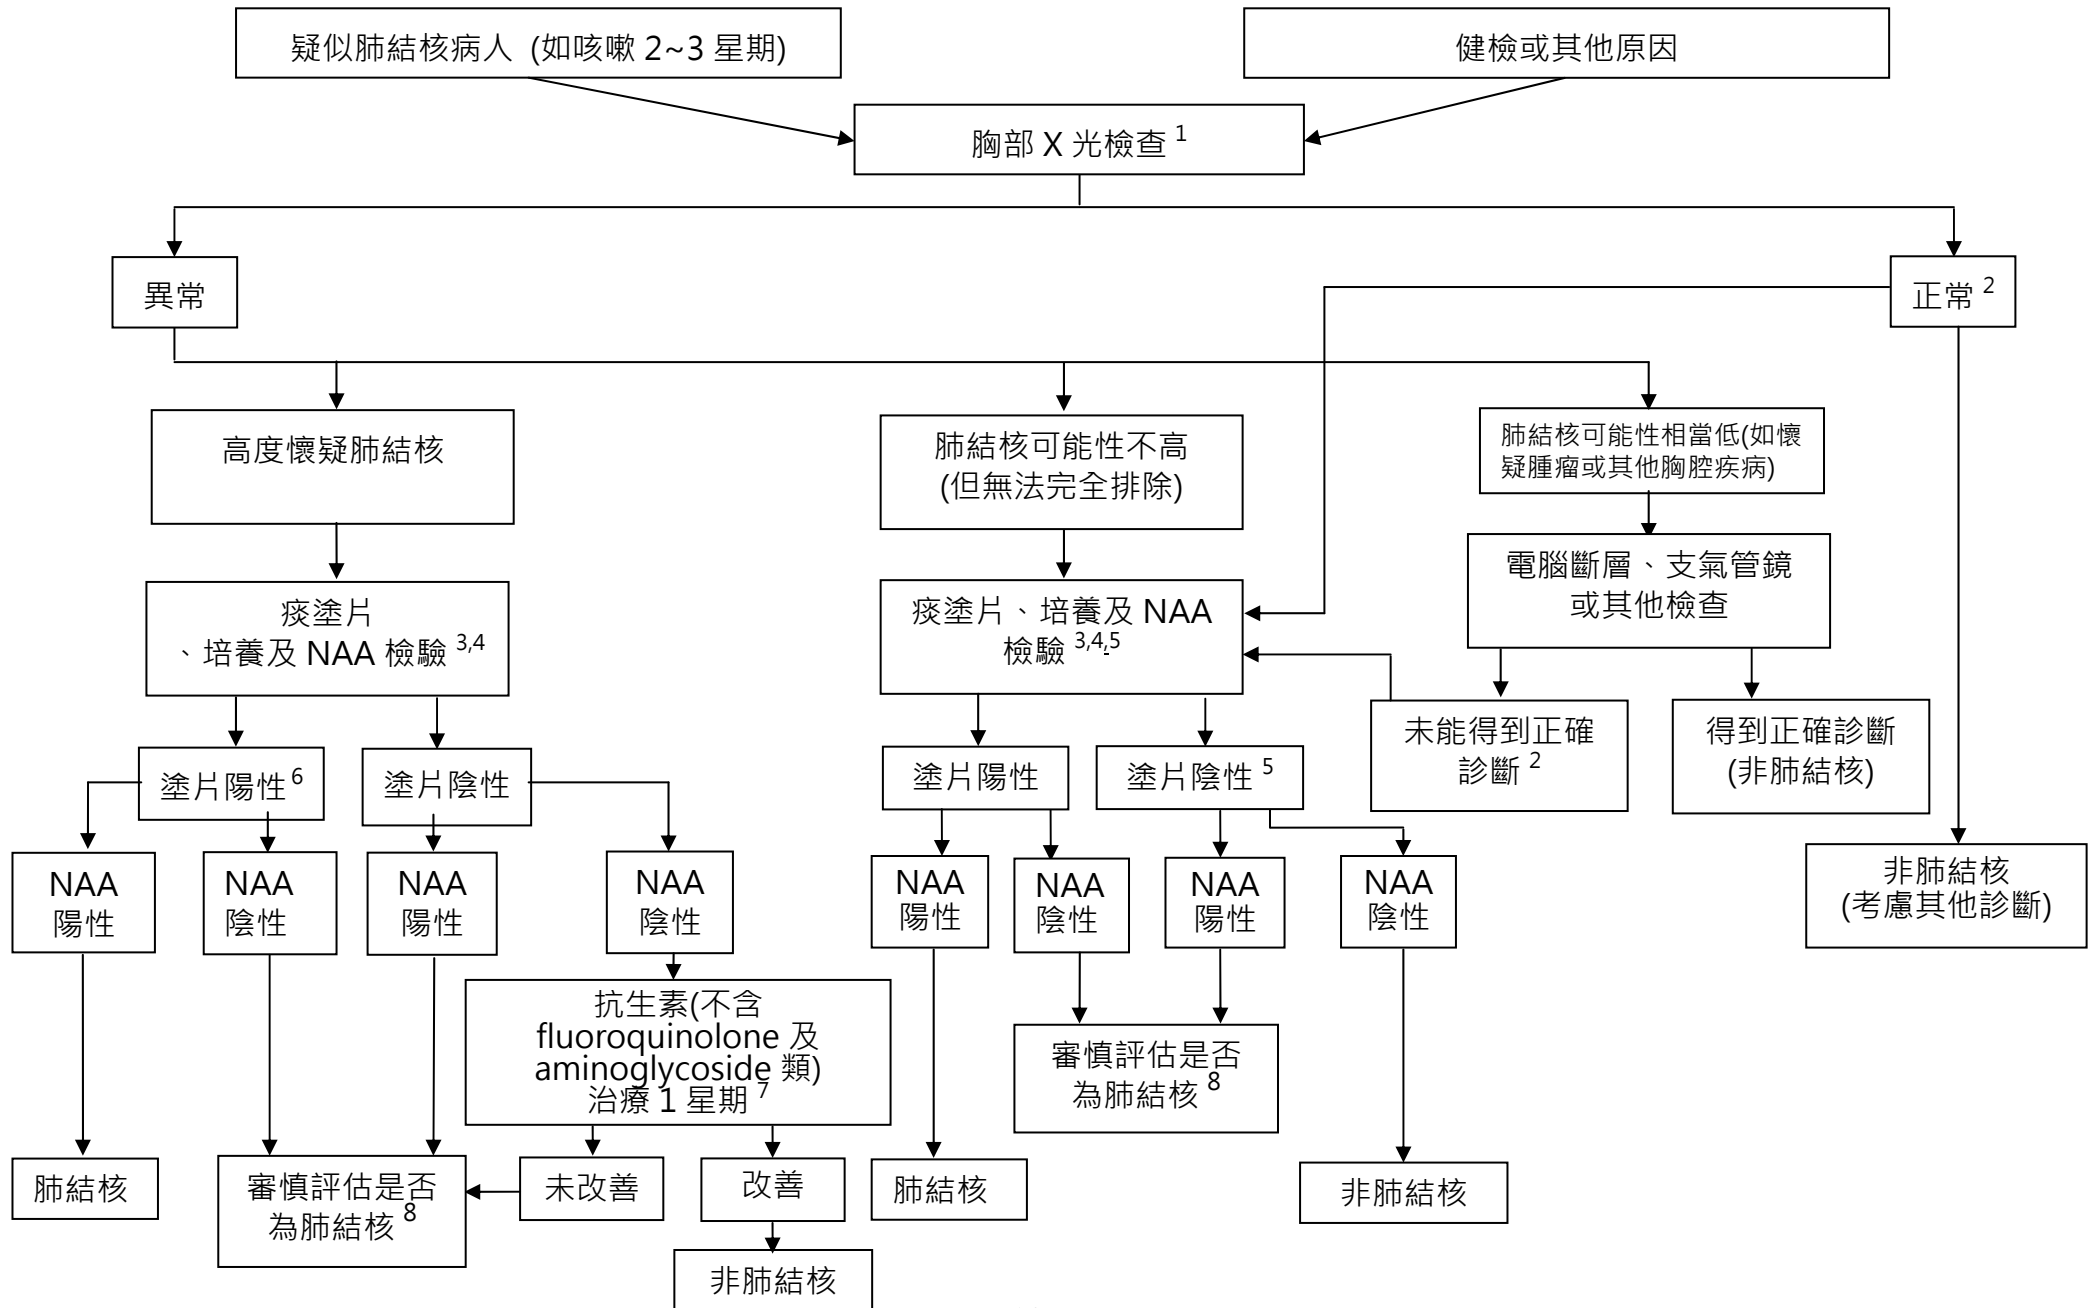 疑似肺結核病人 (如咳嗽 2~3 星期)
健檢或其他原因
胸部 X 光檢查 1
異常
正常 2
高度懷疑肺結核
肺結核可能性不高
(但無法完全排除)
肺結核可能性相當低(如懷
疑腫瘤或其他胸腔疾病)
電腦斷層、支氣管鏡
或其他檢查
痰塗片
、培養及 NAA 檢驗 3,4
痰塗片、培養及 NAA
檢驗 3,4,5
未能得到正確
診斷 2
得到正確診斷
(非肺結核)
塗片陽性 6
塗片陰性
塗片陽性
塗片陰性 5
NAA
陽性
NAA
陰性
NAA
陽性
NAA
陰性
NAA
陽性
NAA
陰性
NAA
陽性
NAA
陰性
非肺結核
(考慮其他診斷)
抗生素(不含
fluoroquinolone 及
aminoglycoside 類)
治療 1 星期 7
審慎評估是否
為肺結核 8
肺結核
審慎評估是否
為肺結核 8
未改善
改善
肺結核
非肺結核
非肺結核